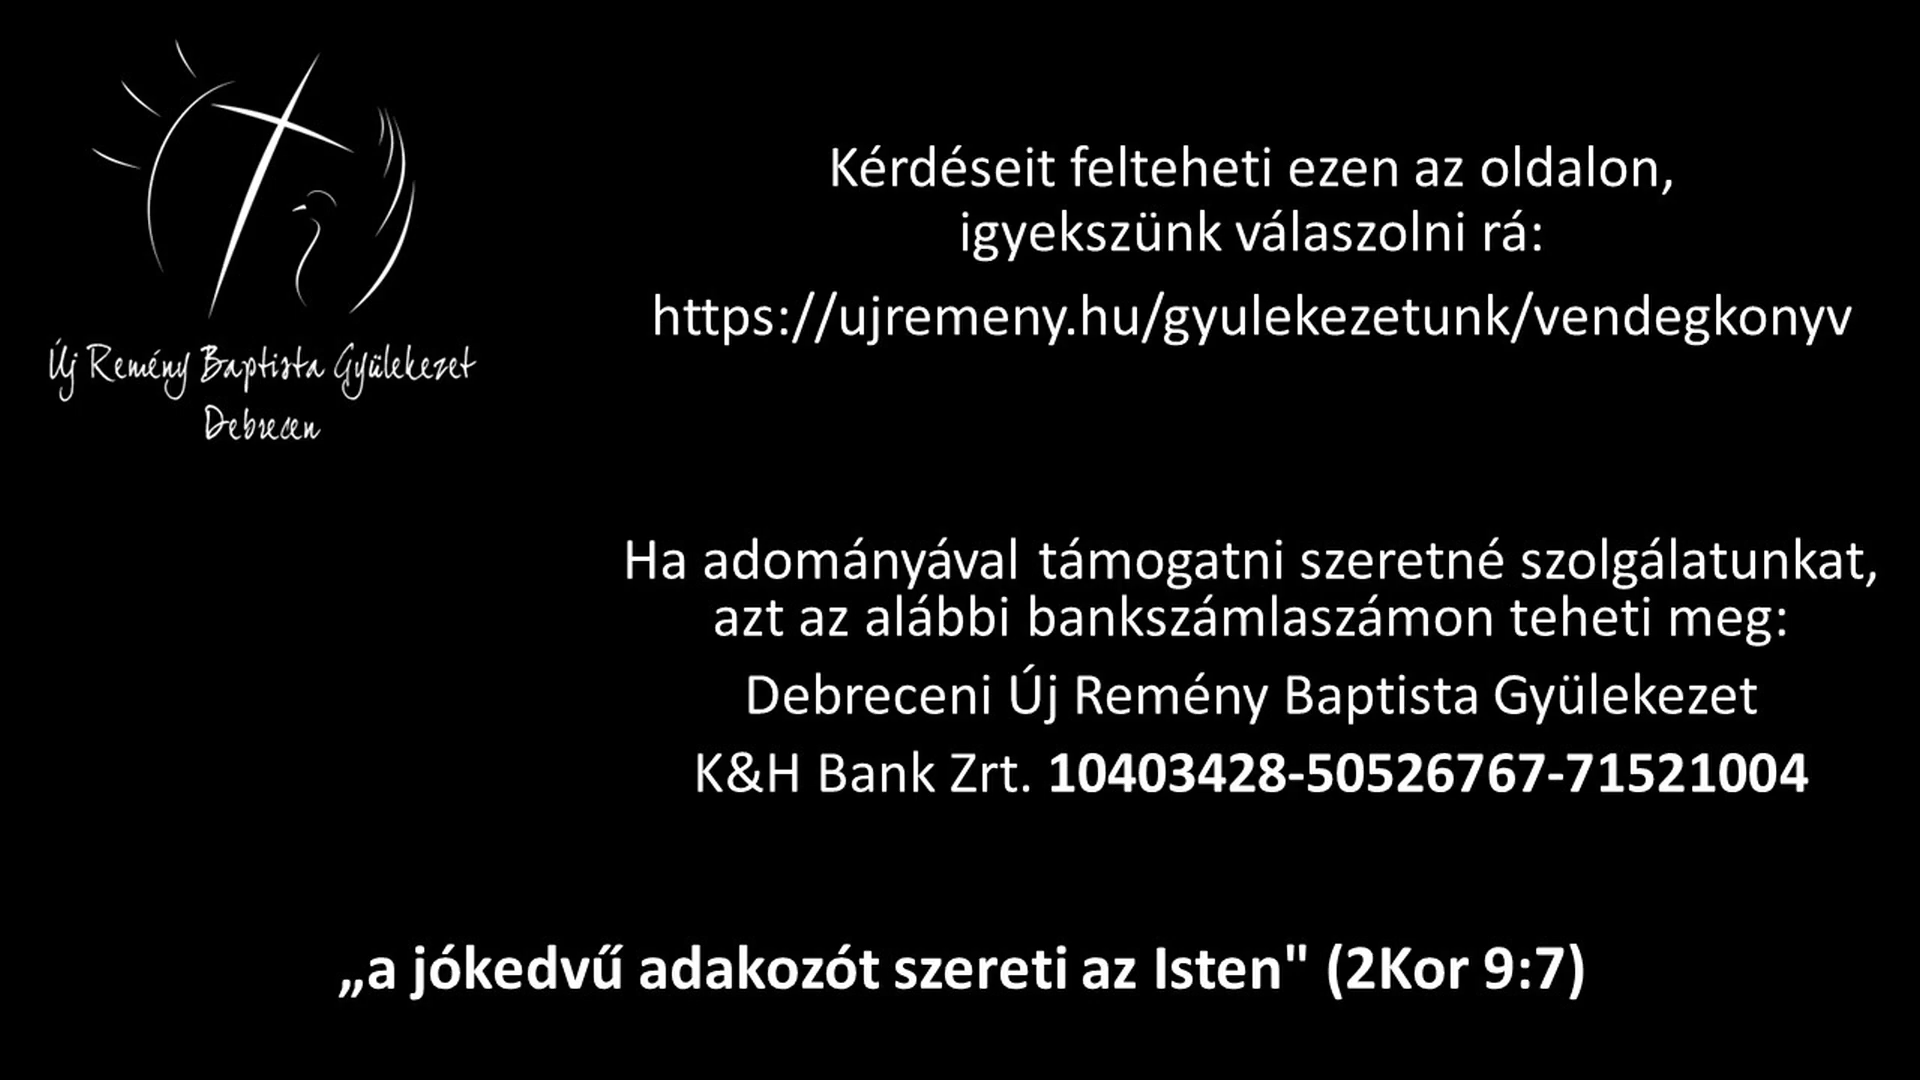 Új Remény Baptista Gyülekezet
Debrecen
Kérdéseit felteheti ezen az oldalon,
igyekszünk válaszolni rá:
https://ujremeny.hu/gyulekezetunk/vendegkonyv
Ha adományával támogatni szeretné szolgálatunkat,
azt az alábbi bankszámlaszámon teheti meg:
Debreceni Új Remény Baptista Gyülekezet
K&H Bank Zrt. 10403428-50526767-71521004
„a jókedvű adakozót szereti az Isten" (2Kor 9:7)